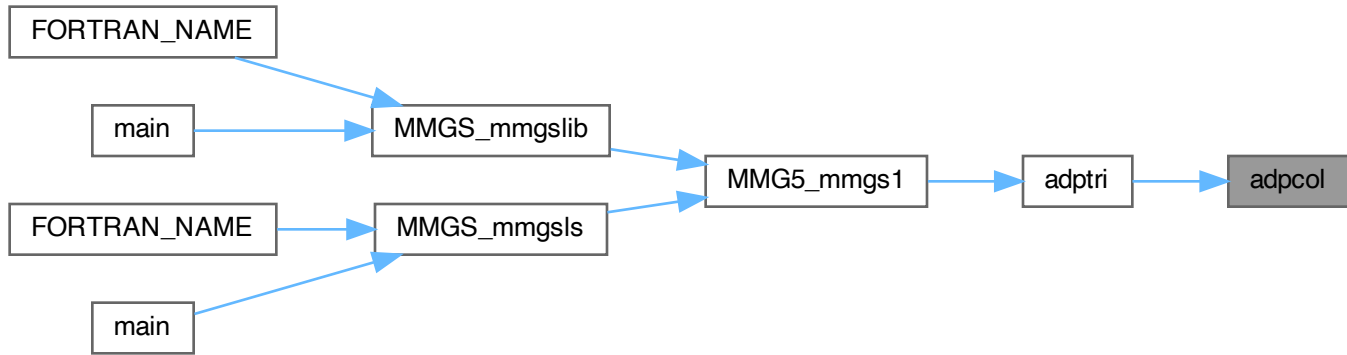 FORTRAN_NAME
main
MMGS_mmgslib
FORTRAN_NAME
MMGS_mmgsls
main
MMG5_mmgs1
adptri
adpcol